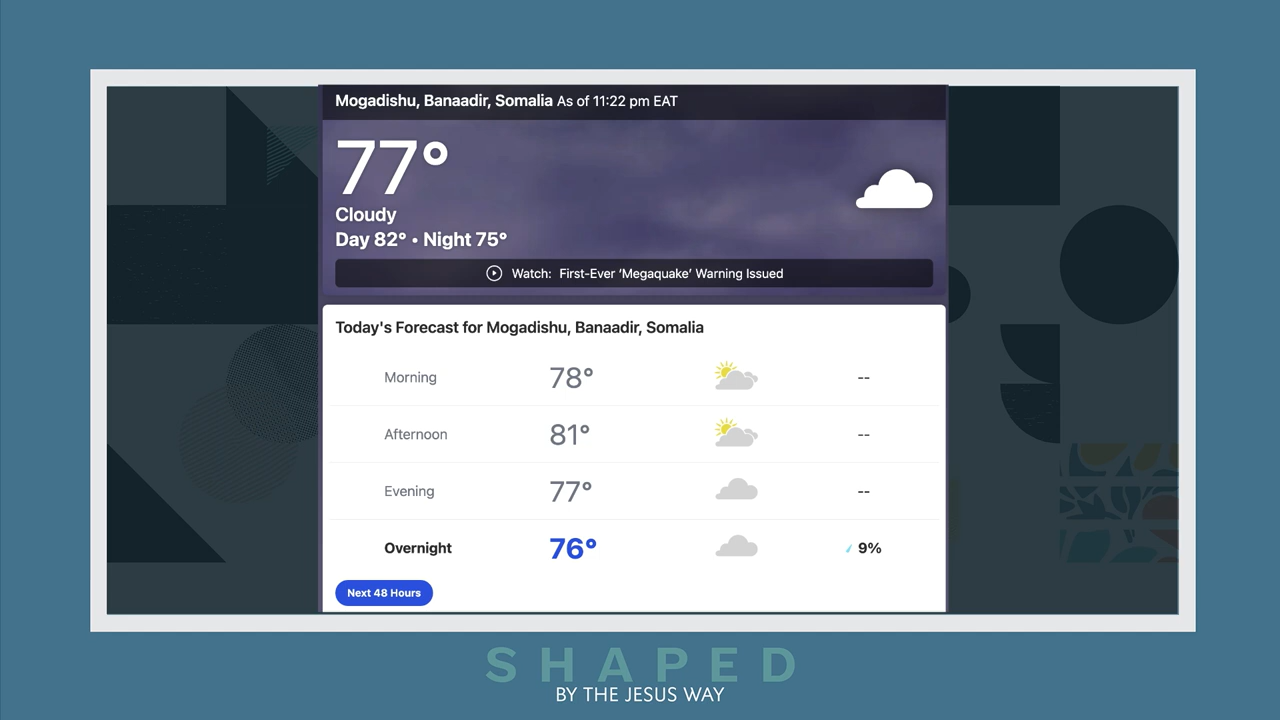 Mogadishu, Banaadir, Somalia As of 11:22 pm EAT
77°
Cloudy
Day 82° • Night 75°
Watch: First-Ever ‘Megaquake’ Warning Issued
Today's Forecast for Mogadishu, Banaadir, Somalia
Morning 78° --
Afternoon 81° --
Evening 77° --
Overnight 76° 9%
Next 48 Hours
SHAPED
BY THE JESUS WAY